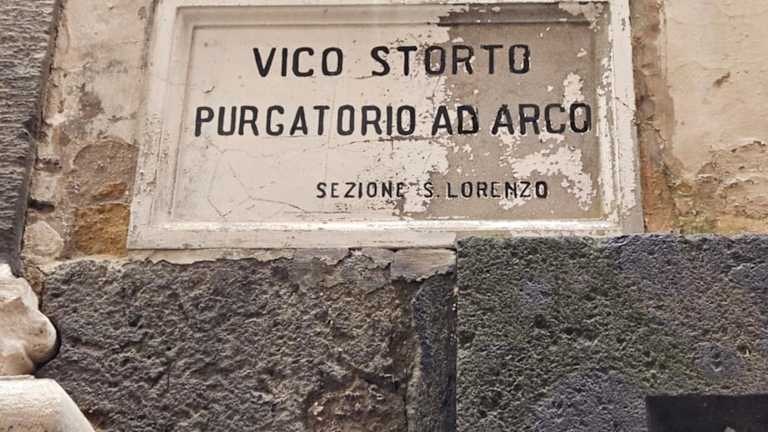 VICO STORTO
PURGATORIO AD ARCO
SEZIONE S. LORENZO